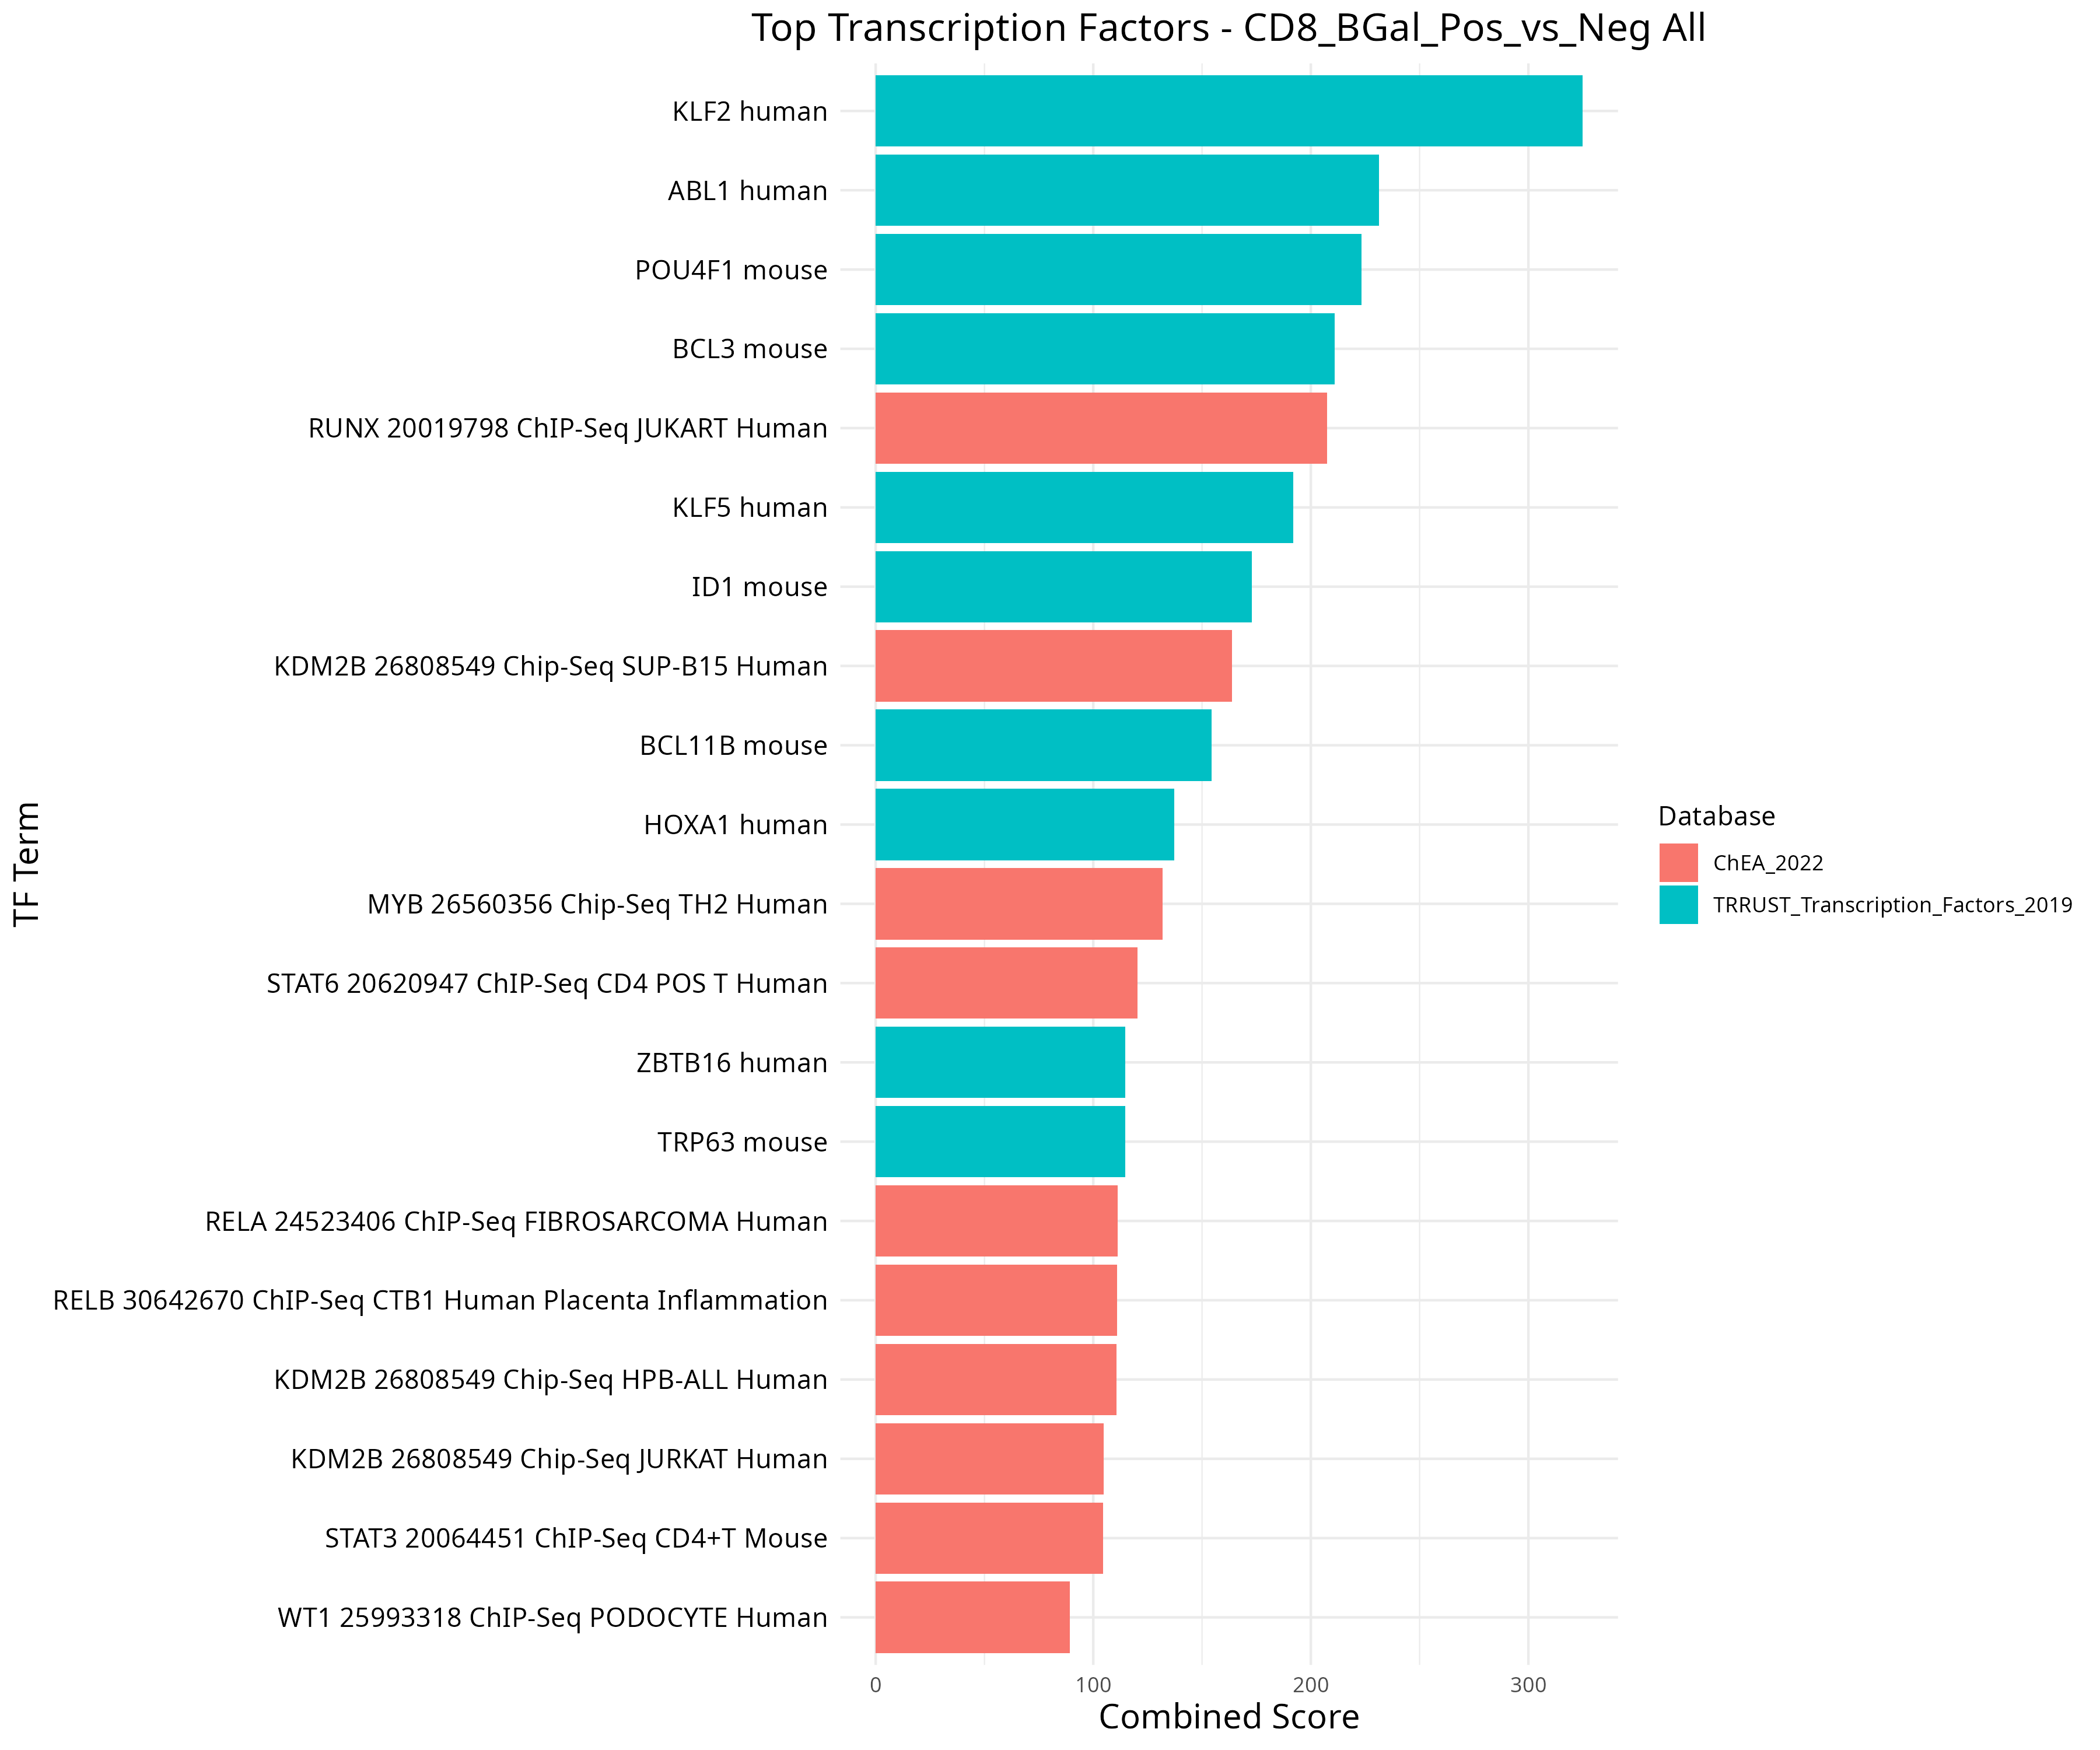 Top Transcription Factors - CD8_BGal_Pos_vs_Neg All
TF Term
KLF2 human
ABL1 human
POU4F1 mouse
BCL3 mouse
RUNX 20019798 ChIP-Seq JUKART Human
KLF5 human
ID1 mouse
KDM2B 26808549 Chip-Seq SUP-B15 Human
BCL11B mouse
HOXA1 human
MYB 26560356 Chip-Seq TH2 Human
STAT6 20620947 ChIP-Seq CD4 POS T Human
ZBTB16 human
TRP63 mouse
RELA 24523406 ChIP-Seq FIBROSARCOMA Human
RELB 30642670 ChIP-Seq CTB1 Human Placenta Inflammation
KDM2B 26808549 Chip-Seq HPB-ALL Human
KDM2B 26808549 Chip-Seq JURKAT Human
STAT3 20064451 ChIP-Seq CD4+T Mouse
WT1 25993318 ChIP-Seq PODOCYTE Human
0 100 200 300
Combined Score
Database
ChEA_2022
TRRUST_Transcription_Factors_2019